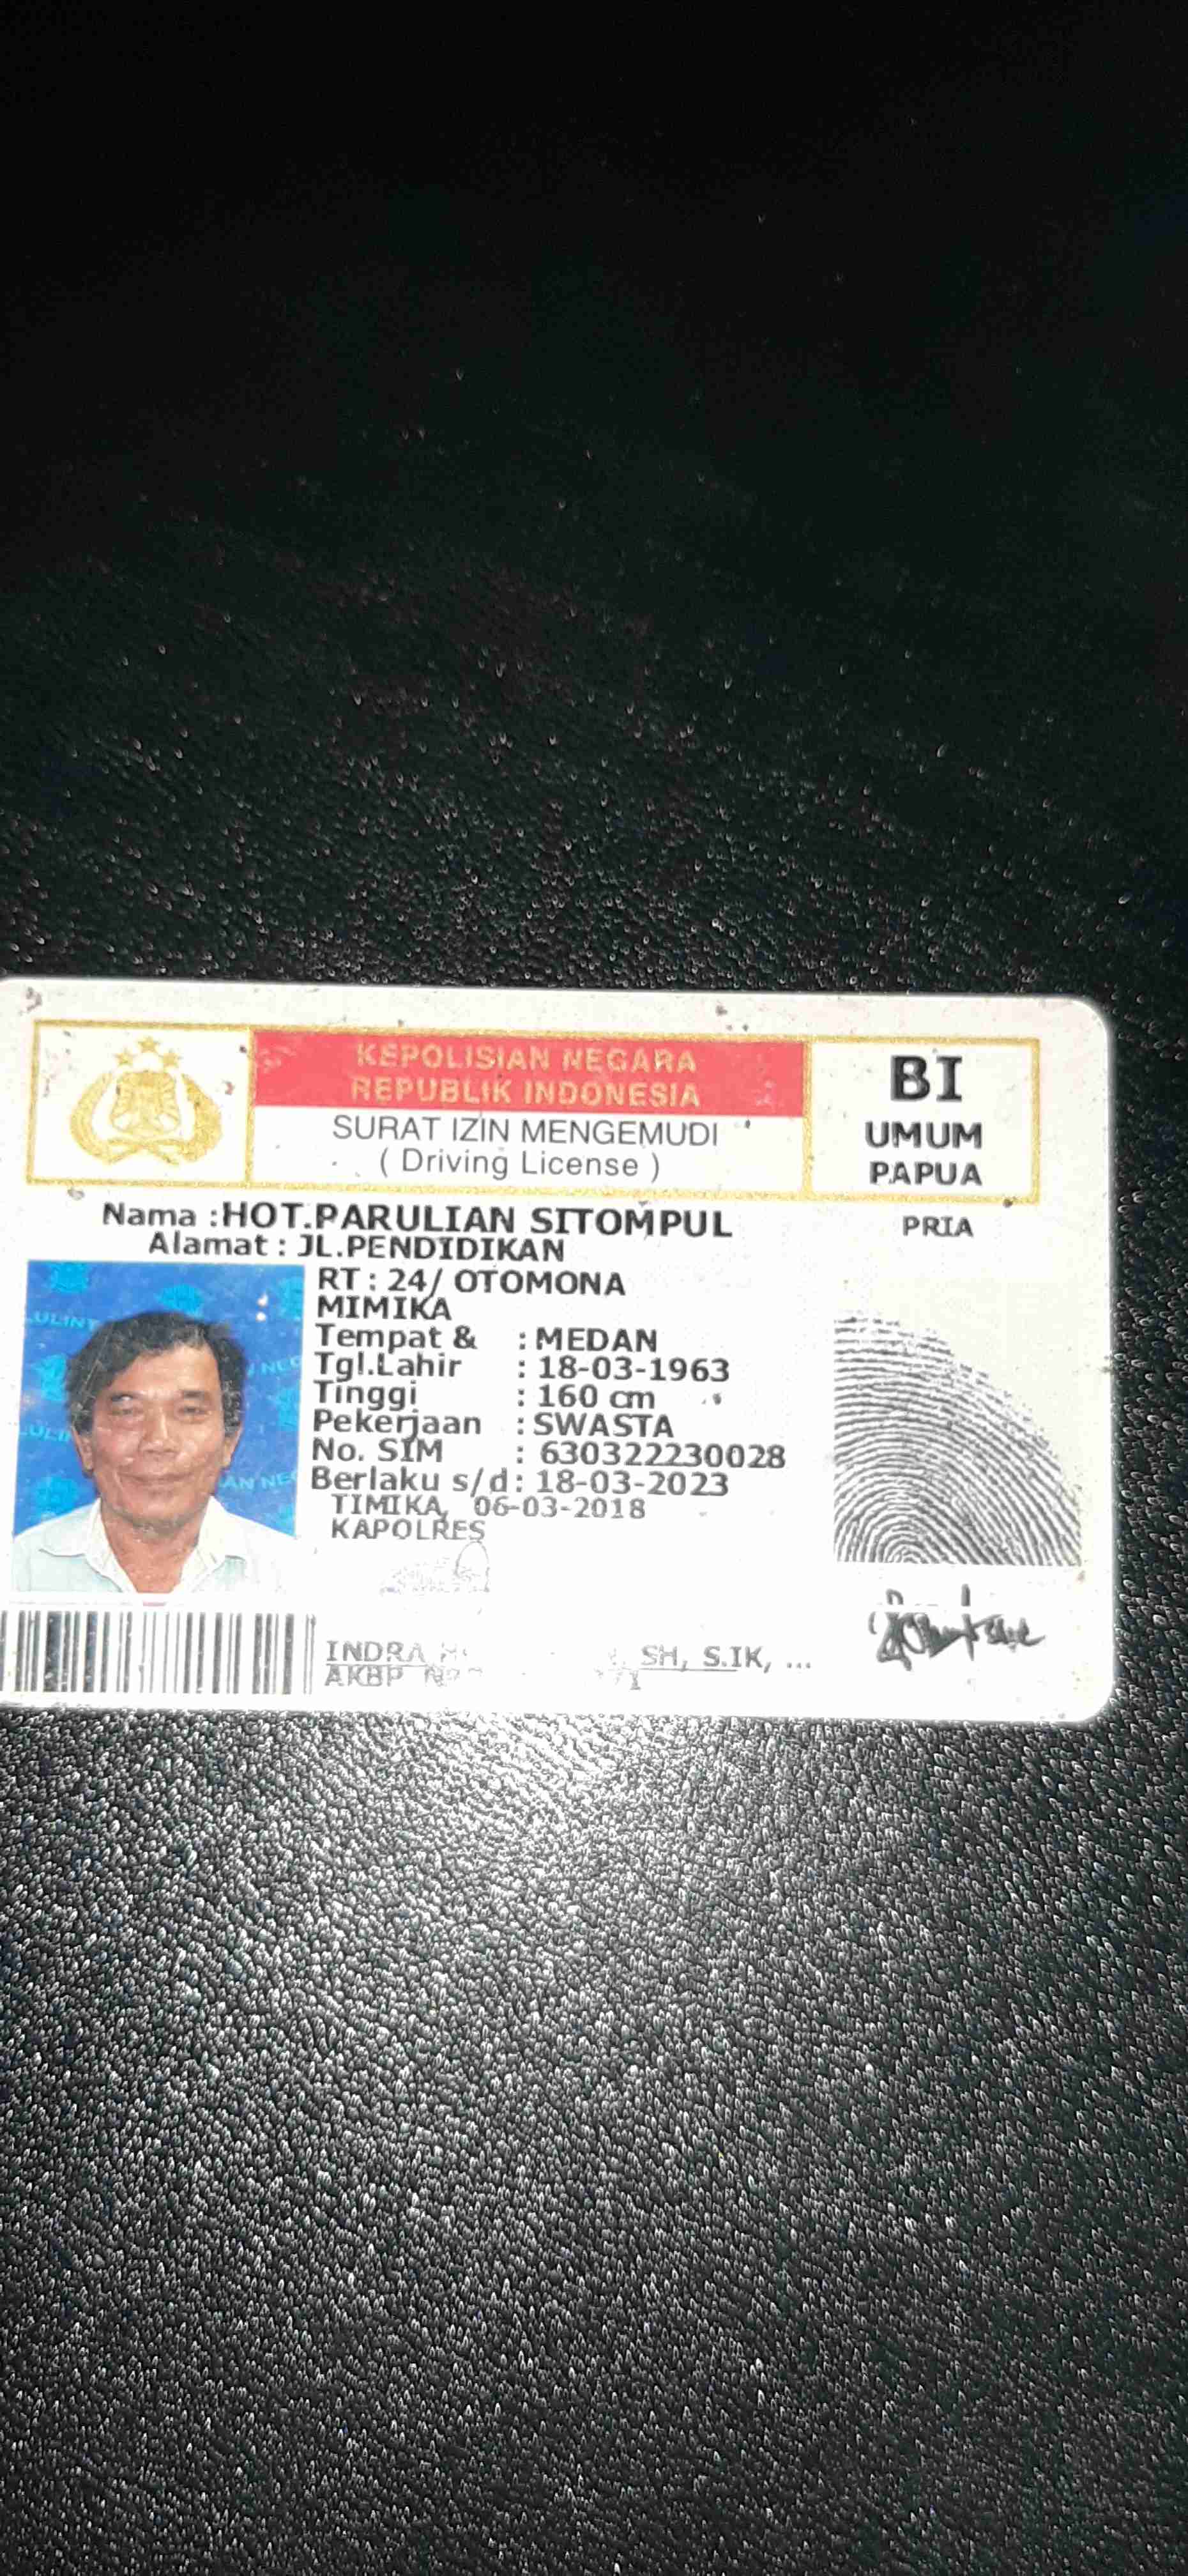 KEPOLISIAN NEGARA
REPUBLIK INDONESIA
SURAT IZIN MENGEMUDI
( Driving License )
BI
UMUM
PAPUA
PRIA
Nama :HOT.PARULIAN SITOMPUL
Alamat : JL.PENDIDIKAN
RT : 24/ OTOMONA
MIMIKA
Tempat & : MEDAN
Tgl.Lahir : 18-03-1963
Tinggi : 160 cm
Pekerjaan : SWASTA
No. SIM : 630322230028
Berlaku s/d : 18-03-2023
TIMIKA, 06-03-2018
KAPOLRES
INDRA SH, S.IK, ...
AKBP